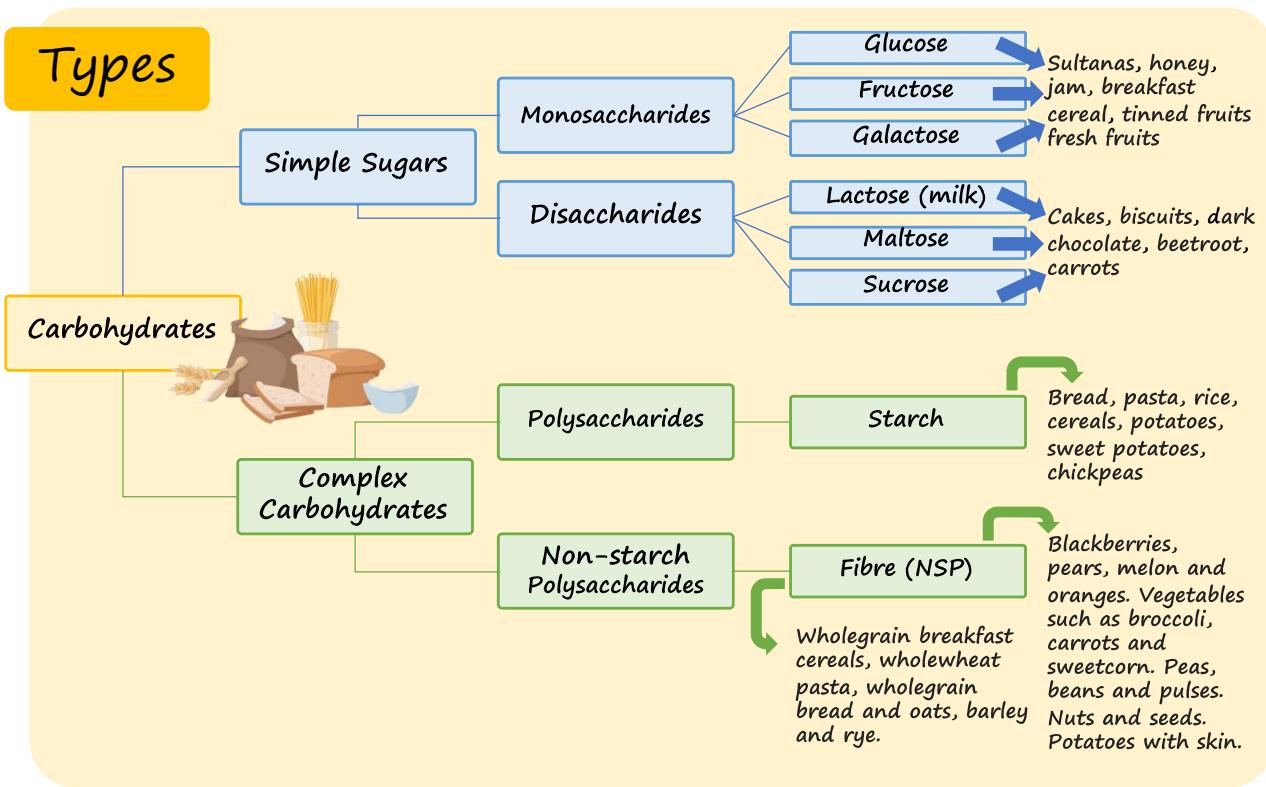 Types
Carbohydrates
Simple Sugars
Monosaccharides
Glucose
Fructose
Galactose
Sultanas, honey,
jam, breakfast
cereal, tinned fruits
fresh fruits
Disaccharides
Lactose (milk)
Maltose
Sucrose
Cakes, biscuits, dark
chocolate, beetroot,
carrots
Complex
Carbohydrates
Polysaccharides
Starch
Bread, pasta, rice,
cereals, potatoes,
sweet potatoes,
chickpeas
Non-starch
Polysaccharides
Fibre (NSP)
Wholegrain breakfast
cereals, wholewheat
pasta, wholegrain
bread and oats, barley
and rye.
Blackberries,
pears, melon and
oranges. Vegetables
such as broccoli,
carrots and
sweetcorn. Peas,
beans and pulses.
Nuts and seeds.
Potatoes with skin.